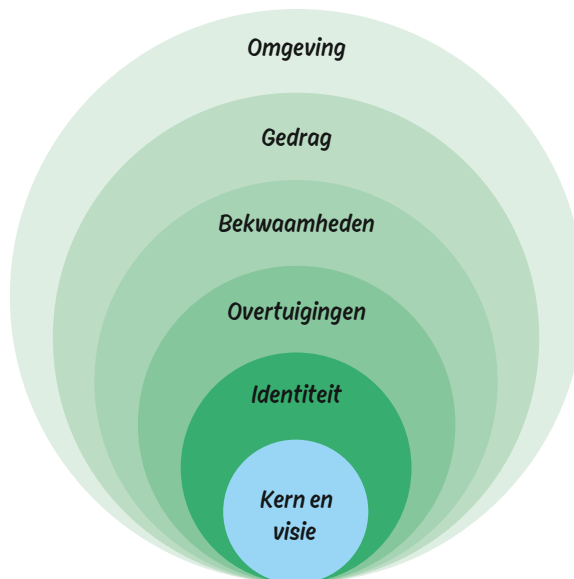 Omgeving
Gedrag
Bekwaamheden
Overtuigingen
Identiteit
Kern en
visie